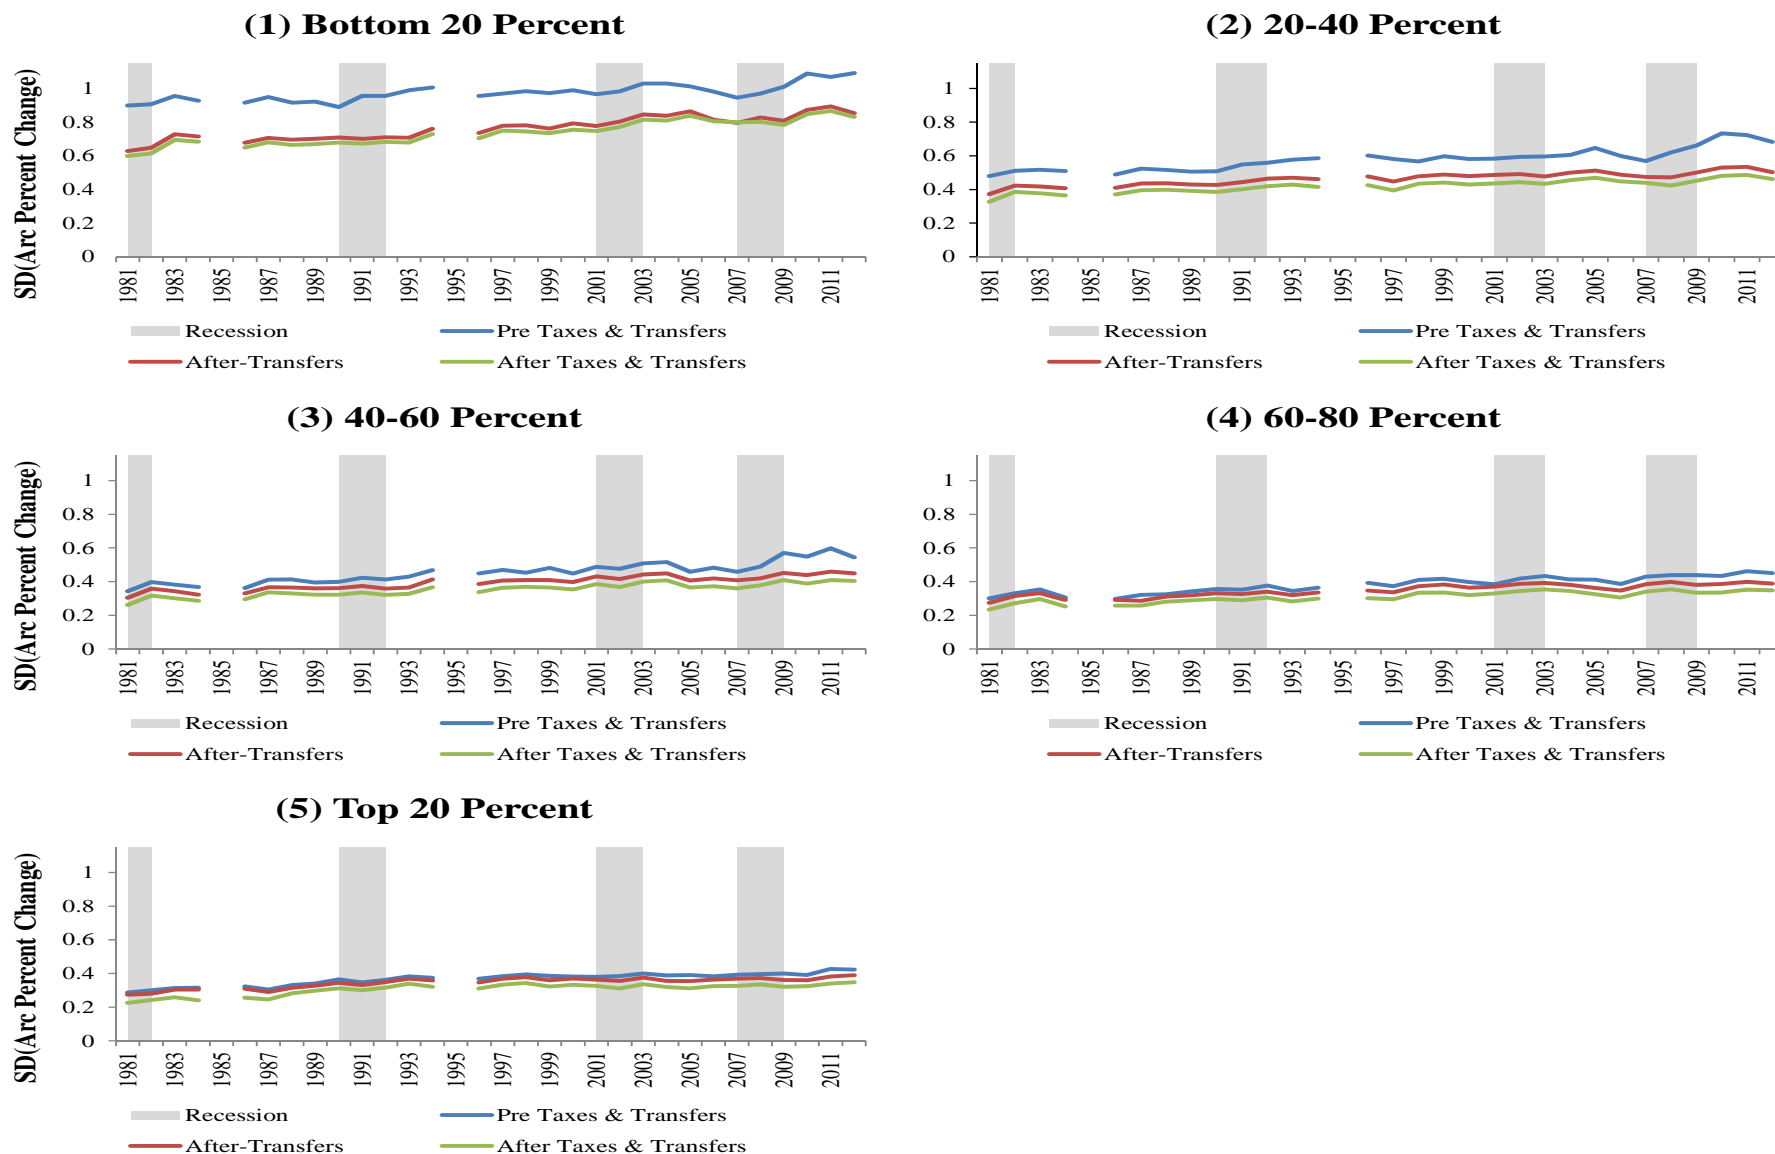 (1) Bottom 20 Percent
SD(Arc Percent Change)
1
0.8
0.6
0.4
0.2
0
1981 1983 1985 1987 1989 1991 1993 1995 1997 1999 2001 2003 2005 2007 2009 2011
Recession Pre Taxes & Transfers
After-Transfers After Taxes & Transfers
(2) 20-40 Percent
1
0.8
0.6
0.4
0.2
0
1981 1983 1985 1987 1989 1991 1993 1995 1997 1999 2001 2003 2005 2007 2009 2011
Recession Pre Taxes & Transfers
After-Transfers After Taxes & Transfers
(3) 40-60 Percent
SD(Arc Percent Change)
1
0.8
0.6
0.4
0.2
0
1981 1983 1985 1987 1989 1991 1993 1995 1997 1999 2001 2003 2005 2007 2009 2011
Recession Pre Taxes & Transfers
After-Transfers After Taxes & Transfers
(4) 60-80 Percent
1
0.8
0.6
0.4
0.2
0
1981 1983 1985 1987 1989 1991 1993 1995 1997 1999 2001 2003 2005 2007 2009 2011
Recession Pre Taxes & Transfers
After-Transfers After Taxes & Transfers
(5) Top 20 Percent
SD(Arc Percent Change)
1
0.8
0.6
0.4
0.2
0
1981 1983 1985 1987 1989 1991 1993 1995 1997 1999 2001 2003 2005 2007 2009 2011
Recession Pre Taxes & Transfers
After-Transfers After Taxes & Transfers